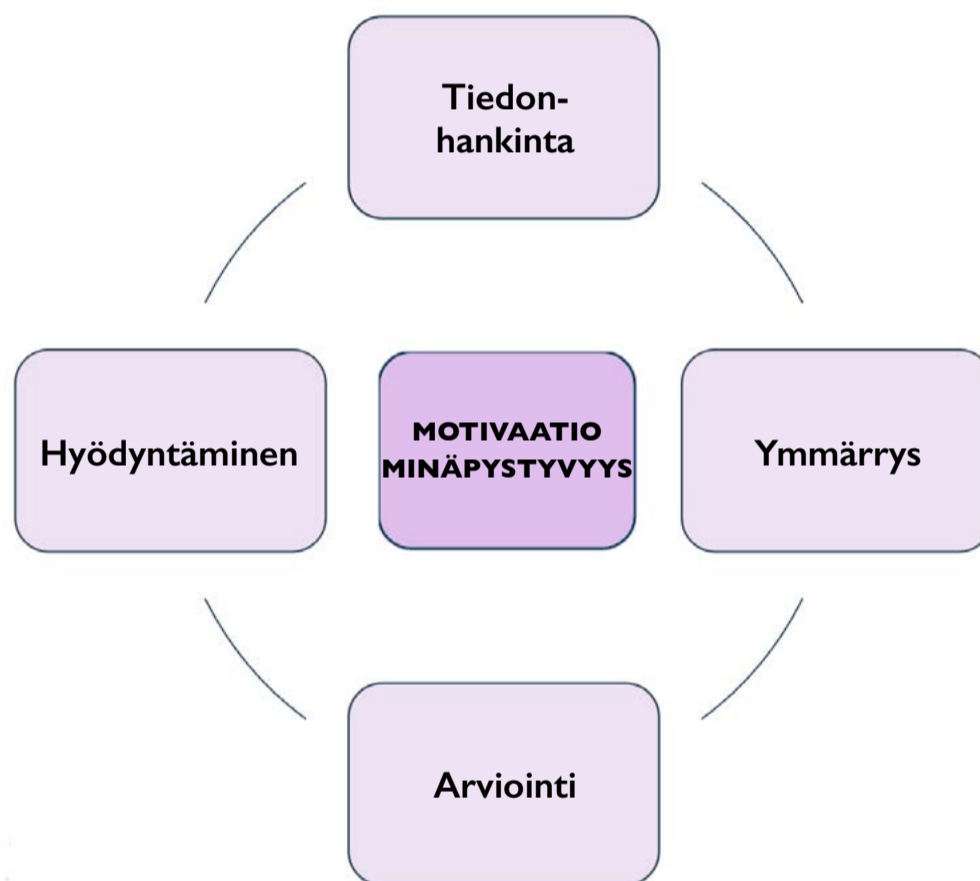 Tiedon-
hankinta
Hyödyntäminen
MOTIVAATIO
MINÄPYSTYVYYS
Ymmärrys
Arviointi